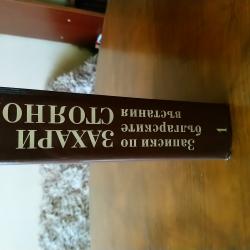 ЗАХАРИ
СТОЯНО
Записки по
българските
въстания
1